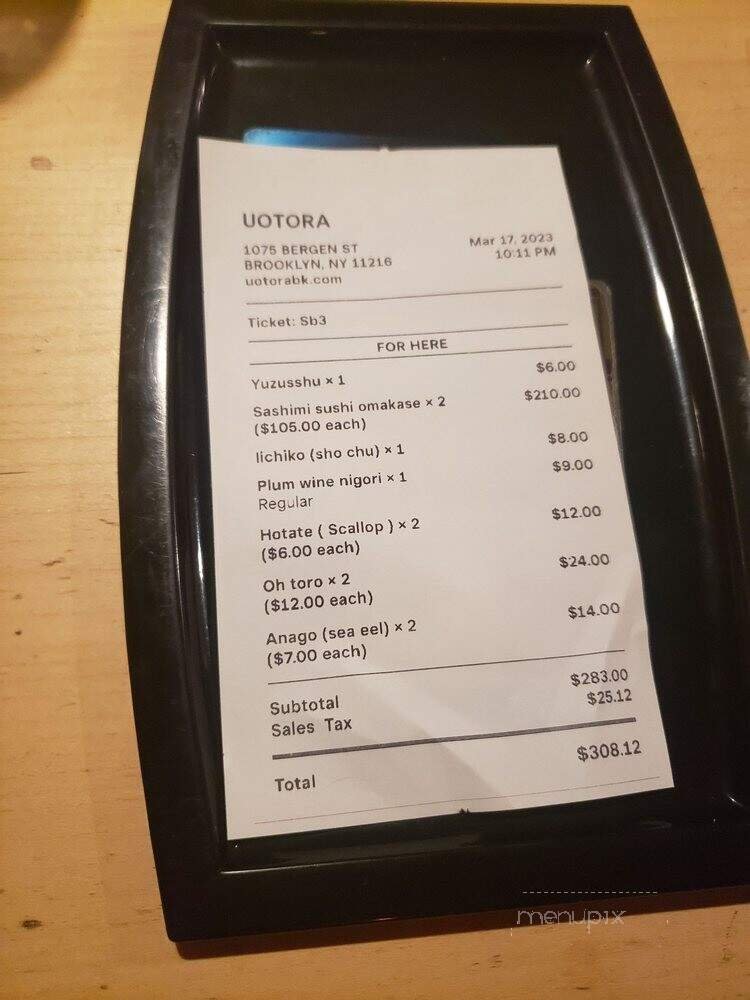 UOTORA
1075 BERGEN ST
BROOKLYN, NY 11216
uotorabk.com
Mar 17, 2023
10:11 PM
Ticket: Sb3
FOR HERE
Yuzusshu × 1 $6.00
Sashimi sushi omakase × 2 $210.00
($105.00 each)
Iichiko (sho chu) × 1 $8.00
Plum wine nigori × 1 $9.00
Regular
Hotate ( Scallop ) × 2 $12.00
($6.00 each)
Oh toro × 2 $24.00
($12.00 each)
Anago (sea eel) × 2 $14.00
($7.00 each)
Subtotal $283.00
Sales Tax $25.12
Total $308.12
menupix